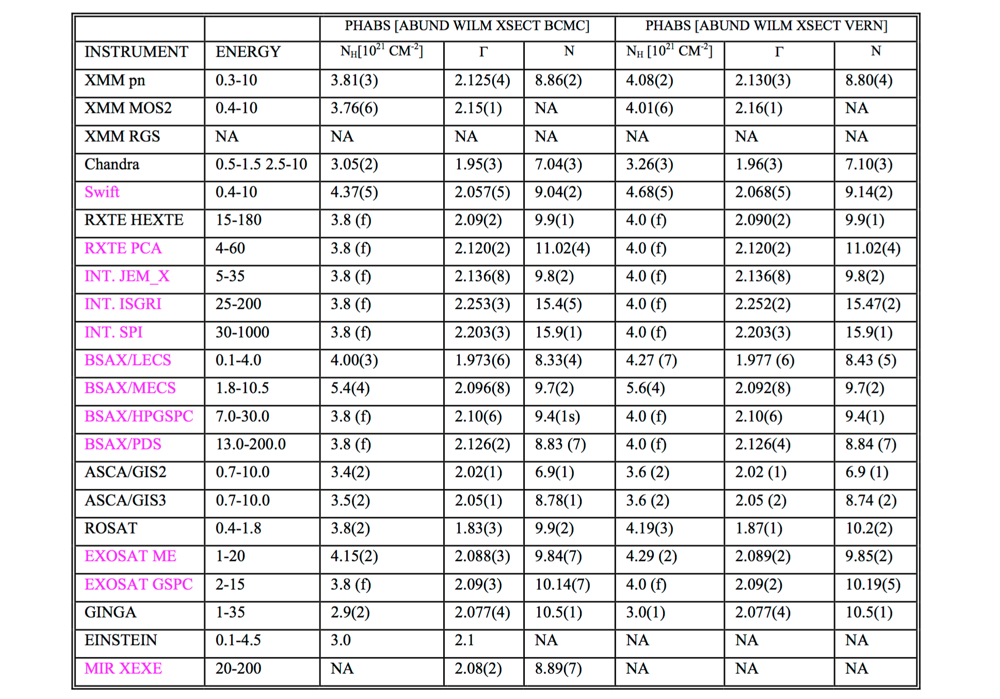 PHABS [ABUND WILM XSECT BCMC] PHABS [ABUND WILM XSECT VERN]
INSTRUMENT ENERGY N_H[10^21 CM^-2] Γ N N_H [10^21 CM^-2] Γ N
XMM pn 0.3-10 3.81(3) 2.125(4) 8.86(2) 4.08(2) 2.130(3) 8.80(4)
XMM MOS2 0.4-10 3.76(6) 2.15(1) NA 4.01(6) 2.16(1) NA
XMM RGS NA NA NA NA NA NA NA
Chandra 0.5-1.5 2.5-10 3.05(2) 1.95(3) 7.04(3) 3.26(3) 1.96(3) 7.10(3)
Swift 0.4-10 4.37(5) 2.057(5) 9.04(2) 4.68(5) 2.068(5) 9.14(2)
RXTE HEXTE 15-180 3.8 (f) 2.09(2) 9.9(1) 4.0 (f) 2.090(2) 9.9(1)
RXTE PCA 4-60 3.8 (f) 2.120(2) 11.02(4) 4.0 (f) 2.120(2) 11.02(4)
INT. JEM_X 5-35 3.8 (f) 2.136(8) 9.8(2) 4.0 (f) 2.136(8) 9.8(2)
INT. ISGRI 25-200 3.8 (f) 2.253(3) 15.4(5) 4.0 (f) 2.252(2) 15.47(2)
INT. SPI 30-1000 3.8 (f) 2.203(3) 15.9(1) 4.0 (f) 2.203(3) 15.9(1)
BSAX/LECS 0.1-4.0 4.00(3) 1.973(6) 8.33(4) 4.27 (7) 1.977 (6) 8.43 (5)
BSAX/MECS 1.8-10.5 5.4(4) 2.096(8) 9.7(2) 5.6(4) 2.092(8) 9.7(2)
BSAX/HPGSPC 7.0-30.0 3.8 (f) 2.10(6) 9.4(1s) 4.0 (f) 2.10(6) 9.4(1)
BSAX/PDS 13.0-200.0 3.8 (f) 2.126(2) 8.83 (7) 4.0 (f) 2.126(4) 8.84 (7)
ASCA/GIS2 0.7-10.0 3.4(2) 2.02(1) 6.9(1) 3.6 (2) 2.02 (1) 6.9 (1)
ASCA/GIS3 0.7-10.0 3.5(2) 2.05(1) 8.78(1) 3.6 (2) 2.05 (2) 8.74 (2)
ROSAT 0.4-1.8 3.8(2) 1.83(3) 9.9(2) 4.19(3) 1.87(1) 10.2(2)
EXOSAT ME 1-20 4.15(2) 2.088(3) 9.84(7) 4.29 (2) 2.089(2) 9.85(2)
EXOSAT GSPC 2-15 3.8 (f) 2.09(3) 10.14(7) 4.0 (f) 2.09(2) 10.19(5)
GINGA 1-35 2.9(2) 2.077(4) 10.5(1) 3.0(1) 2.077(4) 10.5(1)
EINSTEIN 0.1-4.5 3.0 2.1 NA NA NA NA
MIR XEXE 20-200 NA 2.08(2) 8.89(7) NA NA NA